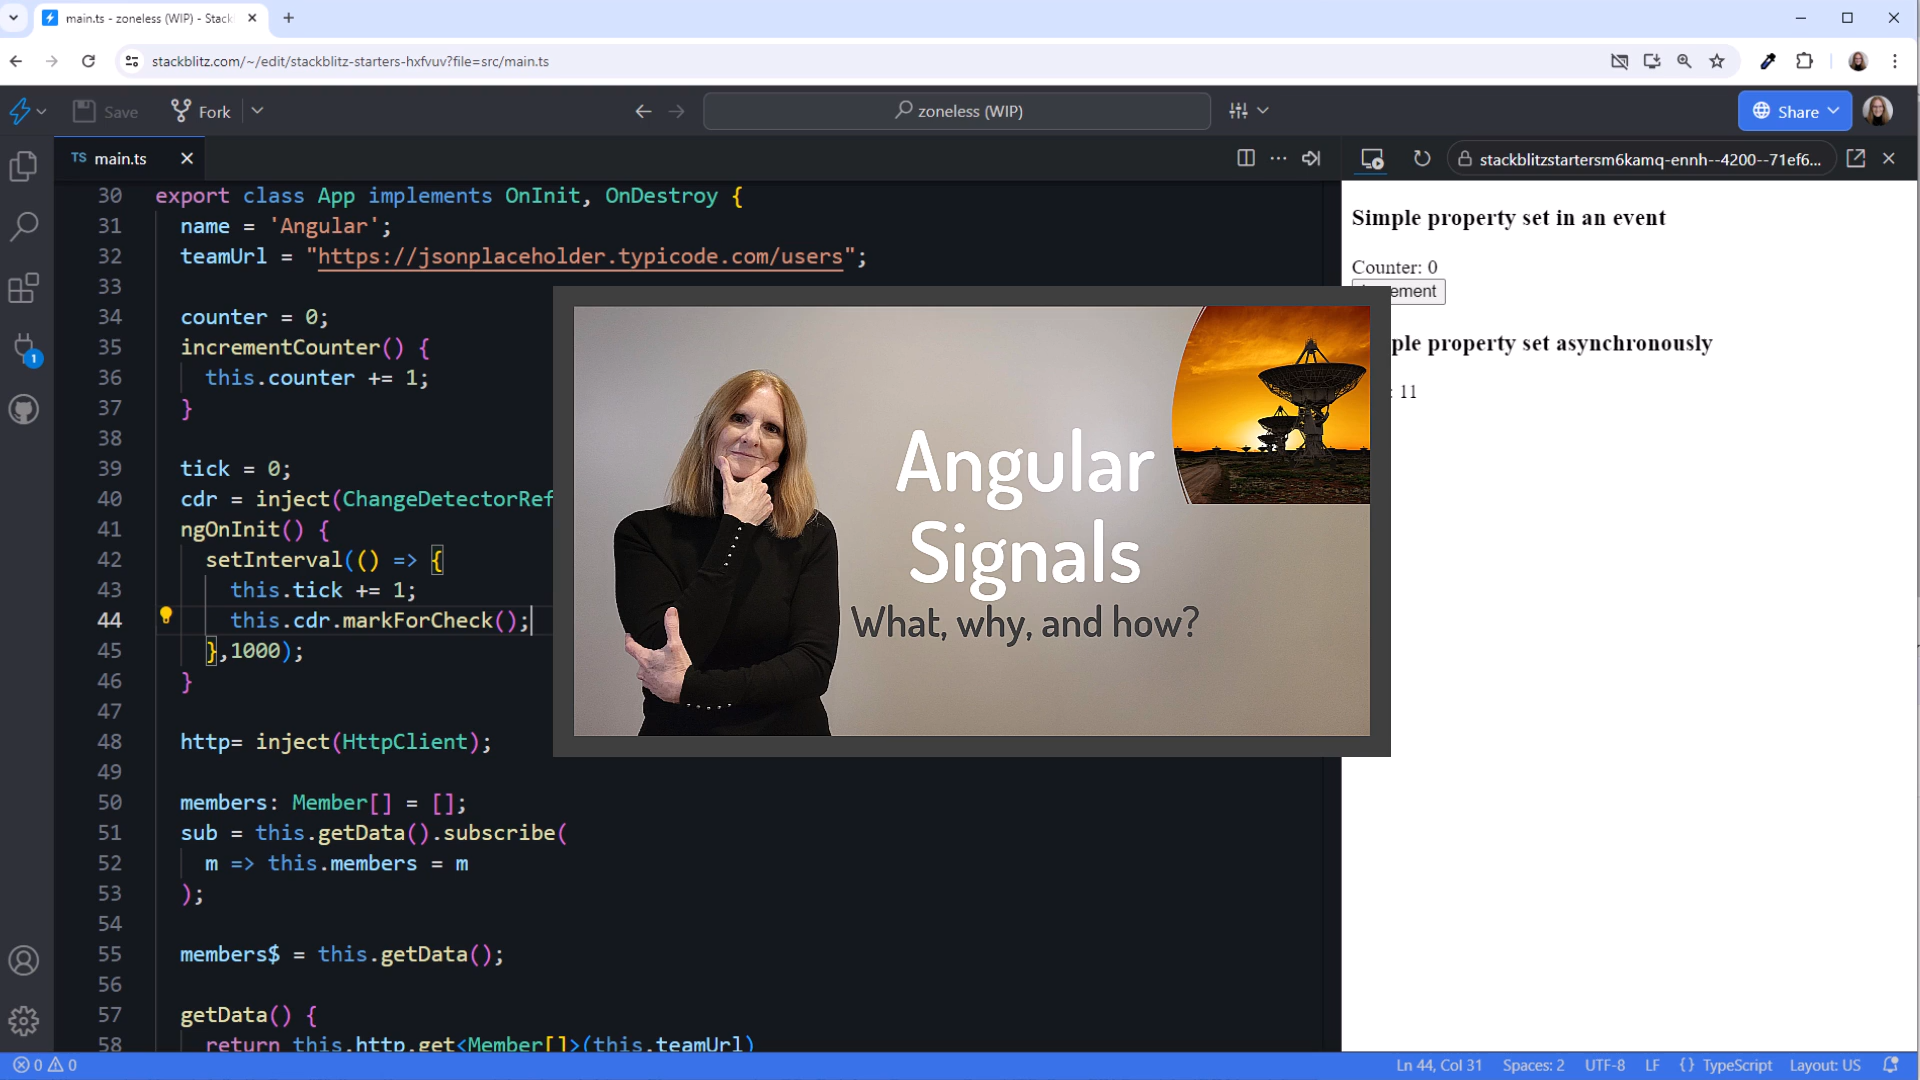 main.ts - zoneless (WIP) - Stack
stackblitz.com/~/edit/stackblitz-starters-hxfvuv?file=src/main.ts
Save
Fork
zoneless (WIP)
Share
TS main.ts
stackblitzstartersm6kamq-ennh--4200--71ef6...
30 export class App implements OnInit, OnDestroy {
31 name = 'Angular';
32 teamUrl = "https://jsonplaceholder.typicode.com/users";
33
34 counter = 0;
35 incrementCounter() {
36 this.counter += 1;
37 }
38
39 tick = 0;
40 cdr = inject(ChangeDetectorRef
41 ngOnInit() {
42 setInterval(() => {
43 this.tick += 1;
44 this.cdr.markForCheck();
45 },1000);
46 }
47
48 http= inject(HttpClient);
49
50 members: Member[] = [];
51 sub = this.getData().subscribe(
52 m => this.members = m
53 );
54
55 members$ = this.getData();
56
57 getData() {
58 return this.http.get<Member[]>(this.teamUrl)
1
Angular
Signals
What, why, and how?
Simple property set in an event
Counter: 0
ement
ple property set asynchronously
: 11
0 0
Ln 44, Col 31
Spaces: 2
UTF-8
LF
{ } TypeScript
Layout: US